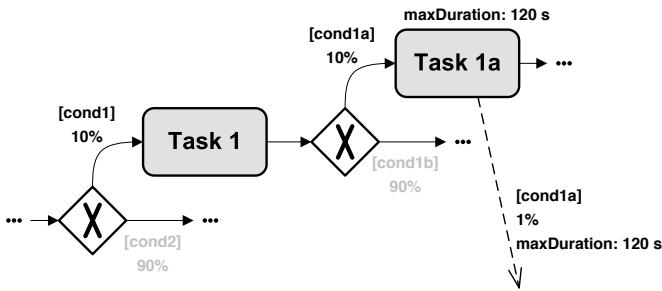 maxDuration: 120 s
[cond1a]
10%
Task 1a
•••
[cond1]
10%
Task 1
X
•••
[cond1b]
90%
[cond1a]
1%
maxDuration: 120 s
•••
X
•••
[cond2]
90%